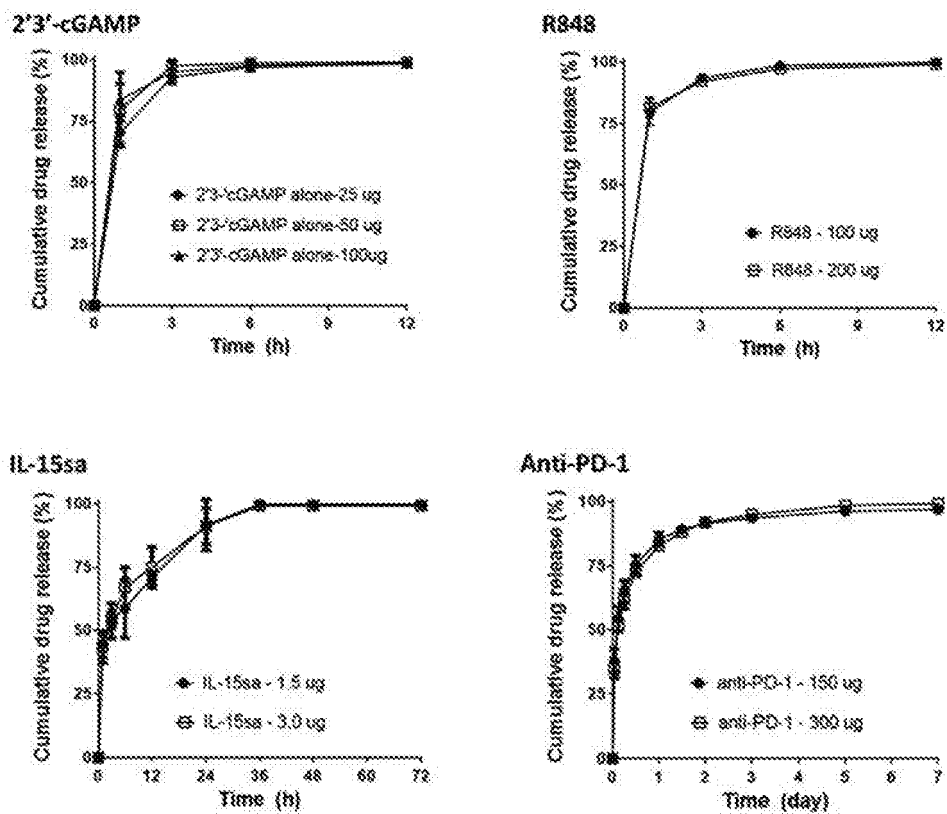 2'3'-cGAMP
Cumulative drug release (%)
100
75
50
25
0
2'3-'cGAMP alone-25 ug
2'3-'cGAMP alone-50 ug
2'3'-cGAMP alone-100ug
0 3 6 9 12
Time (h)
R848
Cumulative drug release (%)
100
75
50
25
0
R848 - 100 ug
R848 - 200 ug
0 3 6 9 12
Time (h)
IL-15sa
Cumulative drug release (%)
100
75
50
25
0
IL-15sa - 1.5 ug
IL-15sa - 3.0 ug
0 12 24 36 48 60 72
Time (h)
Anti-PD-1
Cumulative drug release (%)
100
75
50
25
0
anti-PD-1 - 150 ug
anti-PD-1 - 300 ug
0 1 2 3 4 5 6 7
Time (day)